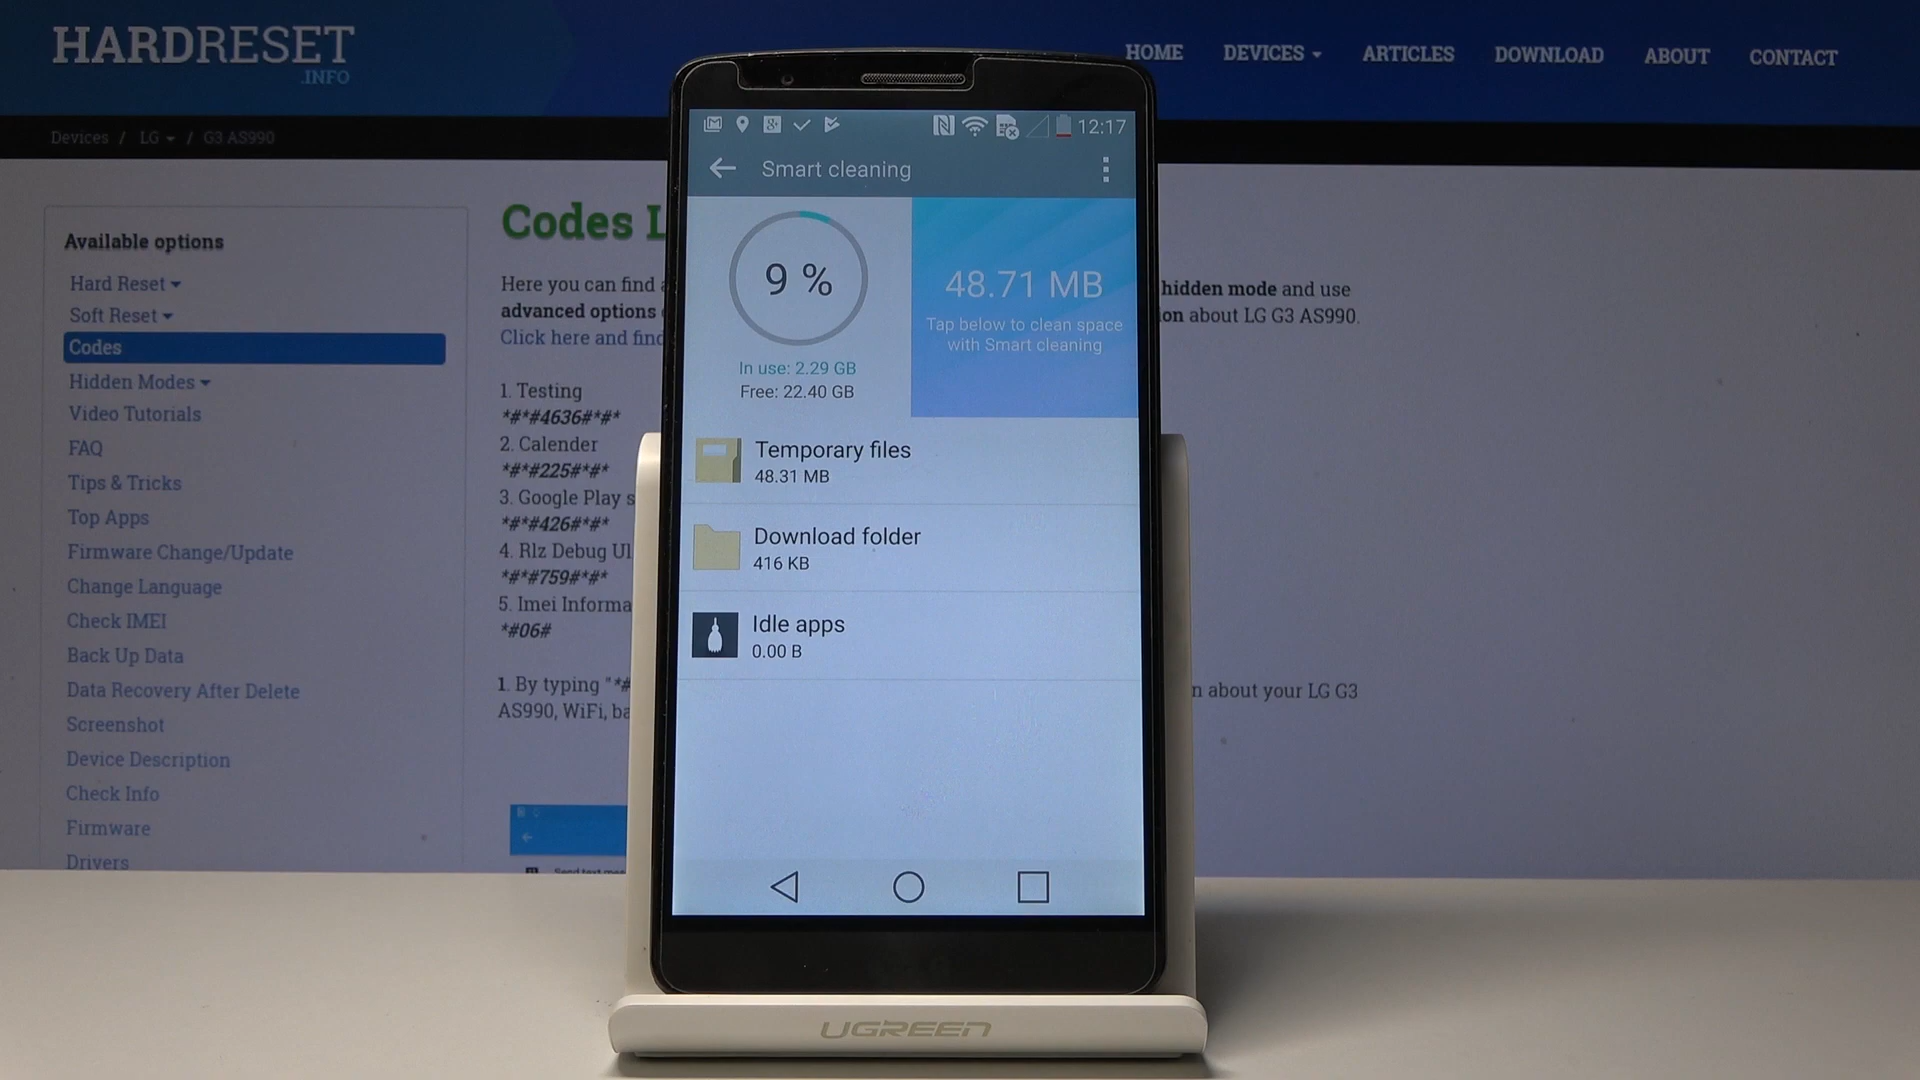 HARDRESET
.INFO
HOME DEVICES ARTICLES DOWNLOAD ABOUT CONTACT
Devices / LG / G3 AS990
Available options
Hard Reset
Soft Reset
Codes
Hidden Modes
Video Tutorials
FAQ
Tips & Tricks
Top Apps
Firmware Change/Update
Change Language
Check IMEI
Back Up Data
Data Recovery After Delete
Screenshot
Device Description
Check Info
Firmware
Drivers
Codes L
Here you can find
hidden mode and use
advanced options
on about LG G3 AS990.
Click here and find
1. Testing
*#*#4636#*#*
2. Calender
*#*#225#*#*
3. Google Play s
*#*#426#*#*
4. Rlz Debug UI
*#*#759#*#*
5. Imei Informa
*#06#
1. By typing "*#
n about your LG G3
AS990, WiFi, ba
12:17
Smart cleaning
9 %
In use: 2.29 GB
Free: 22.40 GB
48.71 MB
Tap below to clean space
with Smart cleaning
Temporary files
48.31 MB
Download folder
416 KB
Idle apps
0.00 B
UGREEN